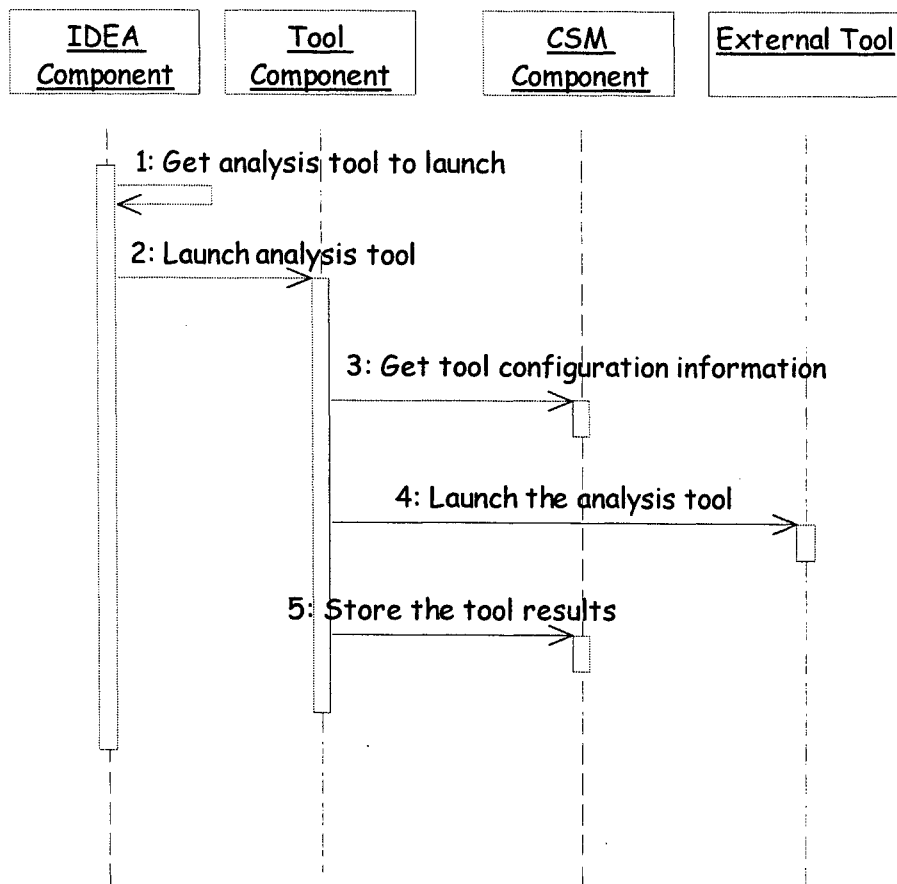 IDEA
Component
Tool
Component
CSM
Component
External Tool
1: Get analysis tool to launch
2: Launch analysis tool
3: Get tool configuration information
4: Launch the analysis tool
5: Store the tool results